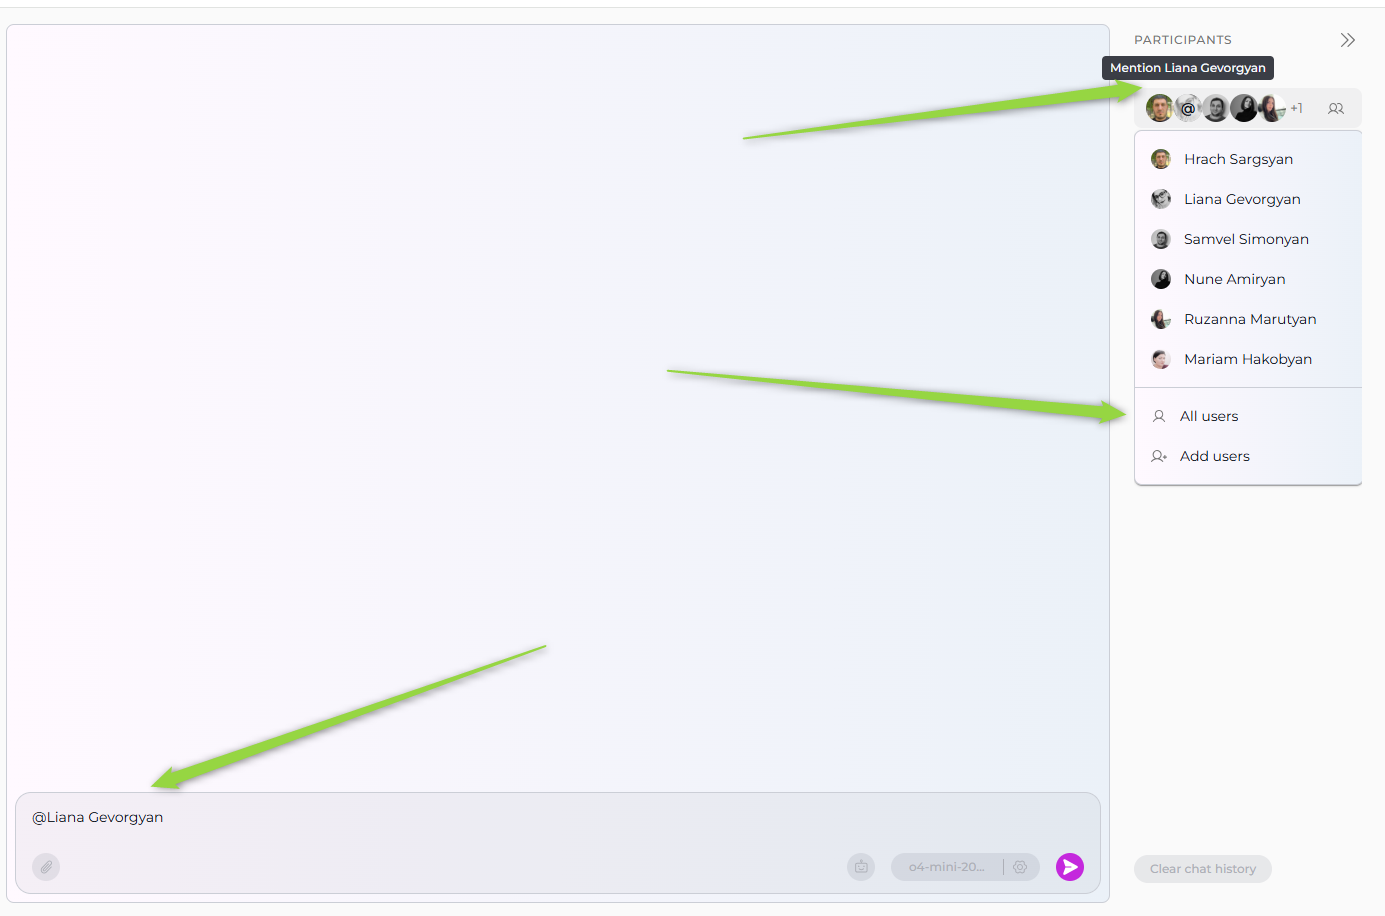 PARTICIPANTS
Mention Liana Gevorgyan
@
+1
Hrach Sargsyan
Liana Gevorgyan
Samvel Simonyan
Nune Amiryan
Ruzanna Marutyan
Mariam Hakobyan
All users
Add users
@Liana Gevorgyan
o4-mini-20...
Clear chat history